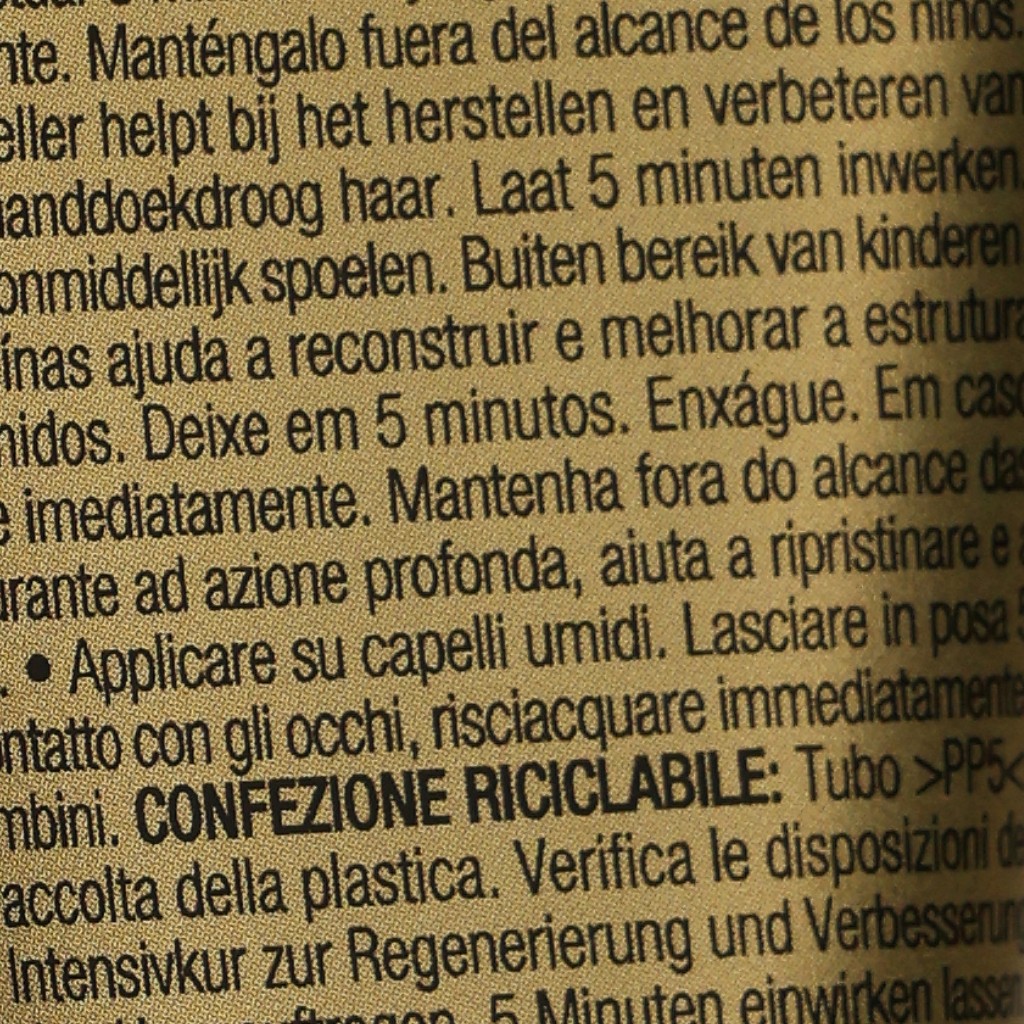 nte. Manténgalo fuera del alcance de los niños.
eller helpt bij het herstellen en verbeteren van
handdoekdroog haar. Laat 5 minuten inwerken.
onmiddellijk spoelen. Buiten bereik van kinderen
ínas ajuda a reconstruir e melhorar a estrutura
midos. Deixe em 5 minutos. Enxágue. Em caso
e imediatamente. Mantenha fora do alcance das
urante ad azione profonda, aiuta a ripristinare e a
. • Applicare su capelli umidi. Lasciare in posa 5
ontatto con gli occhi, risciacquare immediatamente
mbini. CONFEZIONE RICICLABILE: Tubo >PP5<
raccolta della plastica. Verifica le disposizioni de
Intensivkur zur Regenerierung und Verbesserung
5 Minuten einwirken lassen